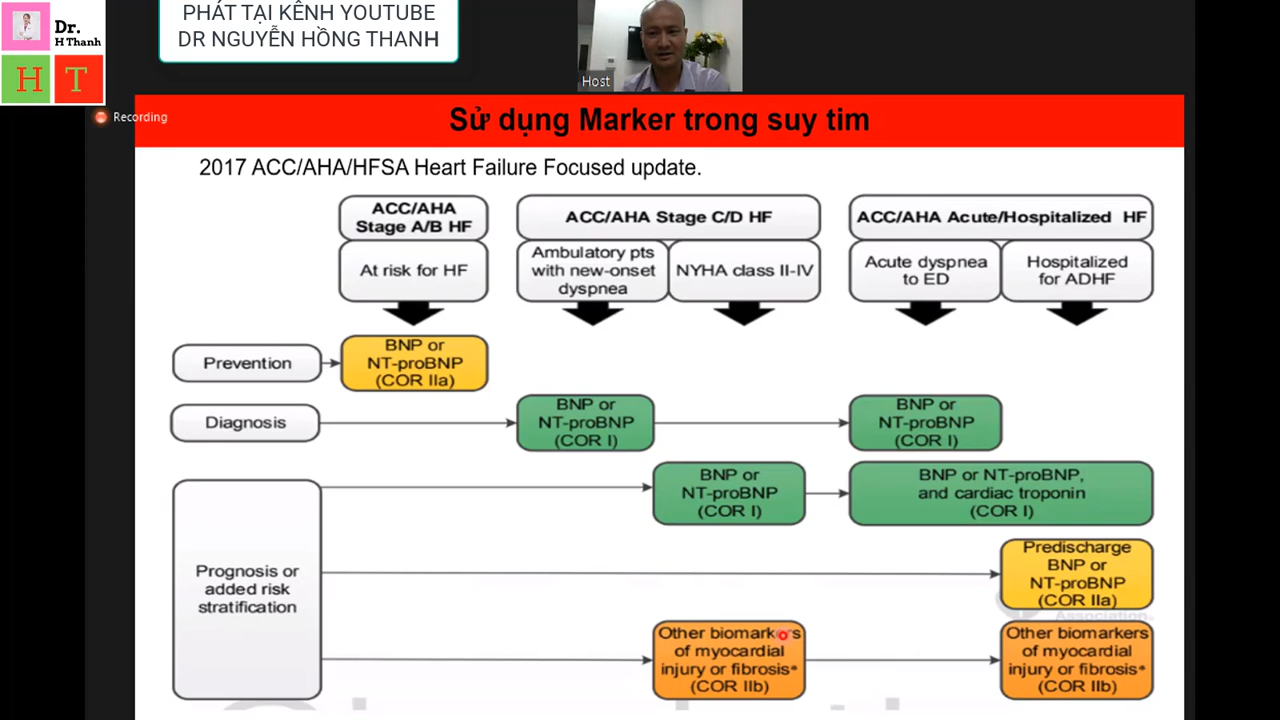 PHÁT TẠI KÊNH YOUTUBE
DR NGUYỄN HỒNG THANH
Dr.
H Thanh
H T
Host
Recording
Sử dụng Marker trong suy tim
2017 ACC/AHA/HFSA Heart Failure Focused update.
ACC/AHA
Stage A/B HF
At risk for HF
ACC/AHA Stage C/D HF
Ambulatory pts
with new-onset
dyspnea
NYHA class II-IV
ACC/AHA Acute/Hospitalized HF
Acute dyspnea
to ED
Hospitalized
for ADHF
Prevention
BNP or
NT-proBNP
(COR IIa)
Diagnosis
BNP or
NT-proBNP
(COR I)
BNP or
NT-proBNP
(COR I)
Prognosis or
added risk
stratification
BNP or
NT-proBNP
(COR I)
BNP or NT-proBNP,
and cardiac troponin
(COR I)
Predischarge
BNP or
NT-proBNP
(COR IIa)
Association.
Other biomarkers
of myocardial
injury or fibrosis*
(COR IIb)
Other biomarkers
of myocardial
injury or fibrosis*
(COR IIb)